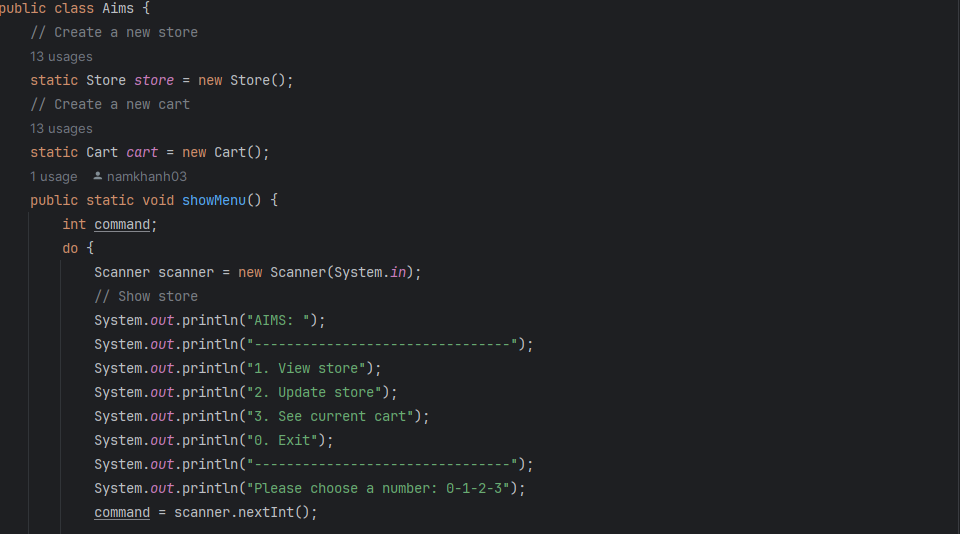 public class Aims {
// Create a new store
13 usages
static Store store = new Store();
// Create a new cart
13 usages
static Cart cart = new Cart();
1 usage namkhanh03
public static void showMenu() {
int command;
do {
Scanner scanner = new Scanner(System.in);
// Show store
System.out.println("AIMS: ");
System.out.println("--------------------------------");
System.out.println("1. View store");
System.out.println("2. Update store");
System.out.println("3. See current cart");
System.out.println("0. Exit");
System.out.println("--------------------------------");
System.out.println("Please choose a number: 0-1-2-3");
command = scanner.nextInt();